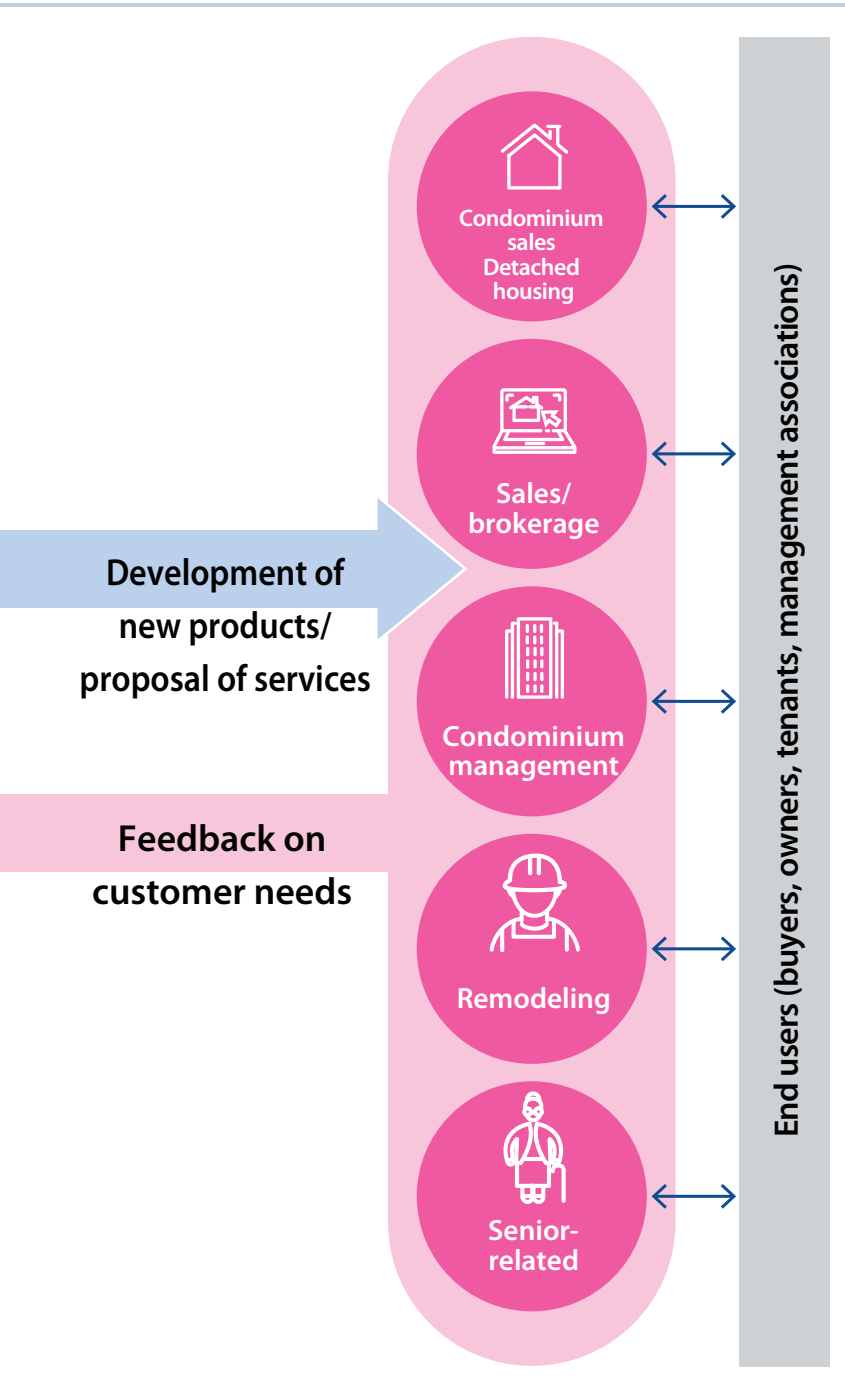 Development of
new products/
proposal of services
Feedback on
customer needs
Condominium
sales
Detached
housing
Sales/
brokerage
Condominium
management
Remodeling
Senior-
related
End users (buyers, owners, tenants, management associations)